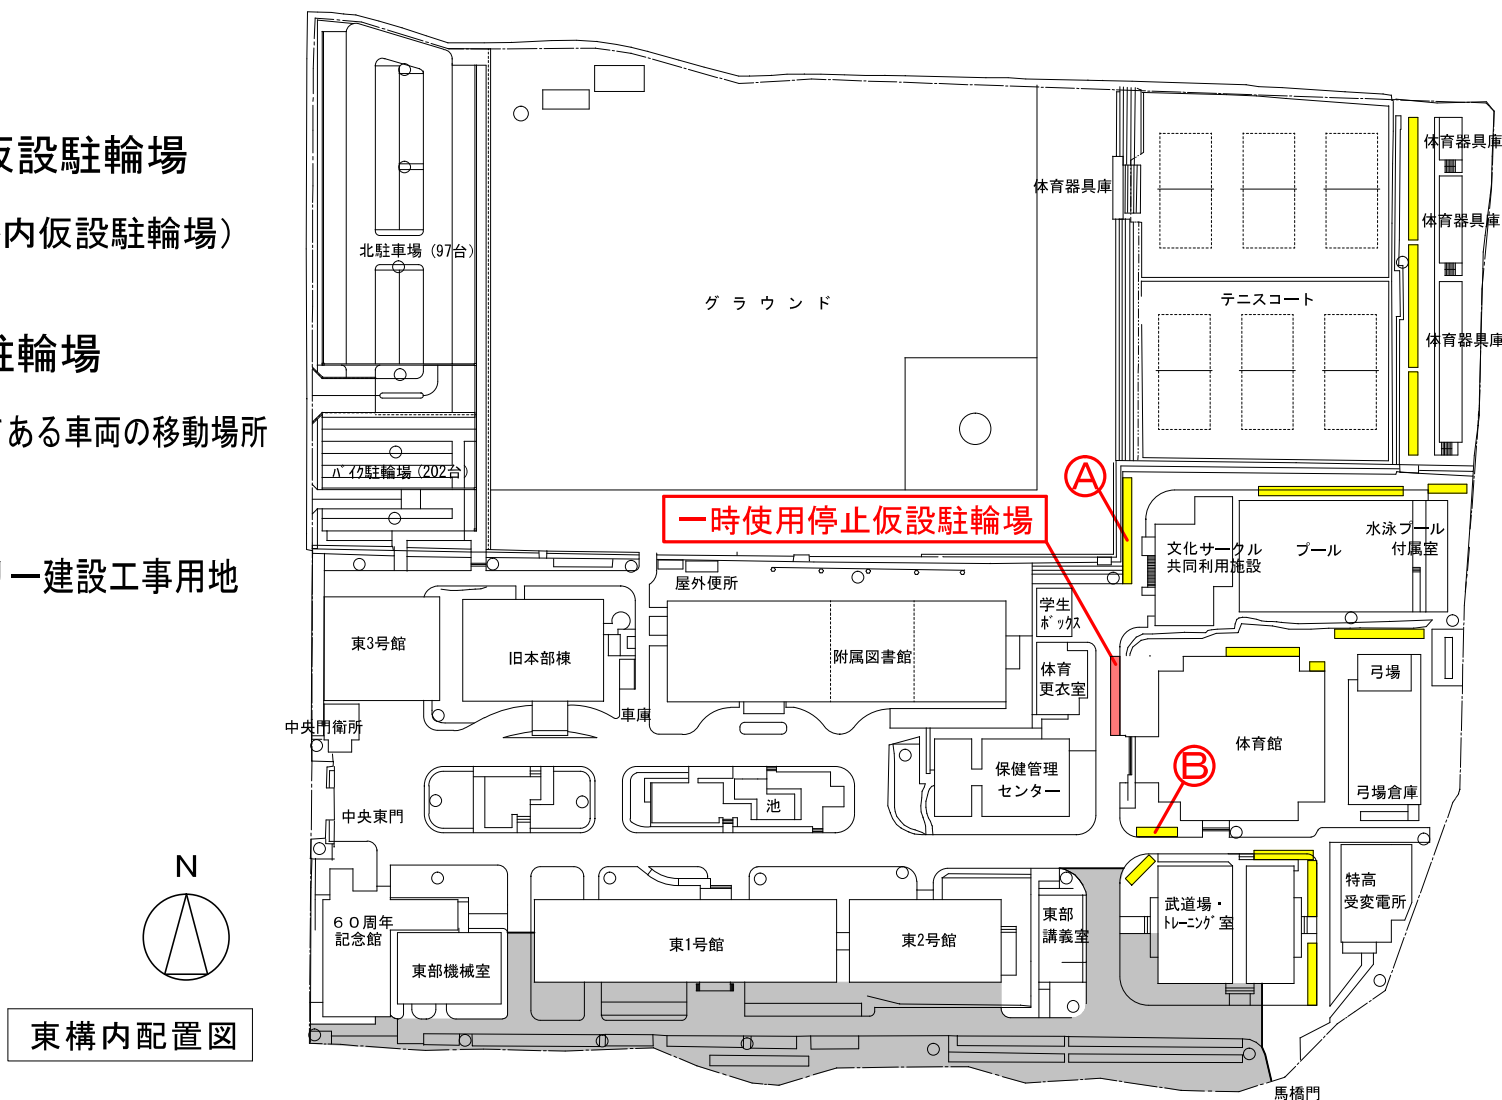 仮設駐輪場
内仮設駐輪場）
駐輪場
である車両の移動場所
リー建設工事用地
N
東構内配置図
北駐車場（97台）
バイク駐輪場（202台）
グラウンド
体育器具庫
テニスコート
体育器具庫
体育器具庫
体育器具庫
Ⓐ
一時使用停止仮設駐輪場
屋外便所
学生
ボックス
文化サークル
共同利用施設
プール
水泳プール
付属室
東3号館
旧本部棟
附属図書館
体育
更衣室
弓場
中央門衛所
車庫
体育館
保健管理
センター
Ⓑ
弓場倉庫
池
中央東門
60周年
記念館
東部機械室
東1号館
東2号館
東部
講義室
武道場・
トレーニング室
特高
受変電所
馬橋門